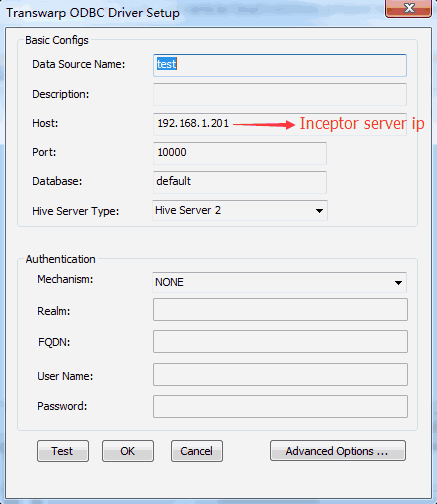 Transwarp ODBC Driver Setup
Basic Configs
Data Source Name: test
Description:
Host: 192.168.1.201 Inceptor server ip
Port: 10000
Database: default
Hive Server Type: Hive Server 2
Authentication
Mechanism: NONE
Realm:
FQDN:
User Name:
Password:
Test OK Cancel Advanced Options ...